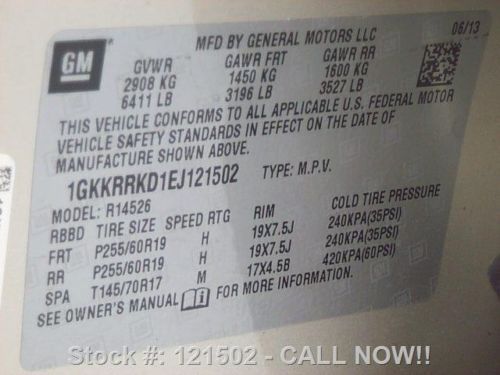 MFD BY GENERAL MOTORS LLC 06/13
GM
GVWR GAWR FRT GAWR RR
2908 KG 1450 KG 1600 KG
6411 LB 3196 LB 3527 LB
THIS VEHICLE CONFORMS TO ALL APPLICABLE U.S. FEDERAL MOTOR
VEHICLE SAFETY STANDARDS IN EFFECT ON THE DATE OF
MANUFACTURE SHOWN ABOVE.
1GKKRRKD1EJ121502 TYPE: M.P.V.
MODEL: R14526
RBBD TIRE SIZE SPEED RTG RIM COLD TIRE PRESSURE
FRT P255/60R19 H 19X7.5J 240KPA(35PSI)
RR P255/60R19 H 19X7.5J 240KPA(35PSI)
SPA T145/70R17 M 17X4.5B 420KPA(60PSI)
SEE OWNER'S MANUAL FOR MORE INFORMATION.
Stock #: 121502 - CALL NOW!!